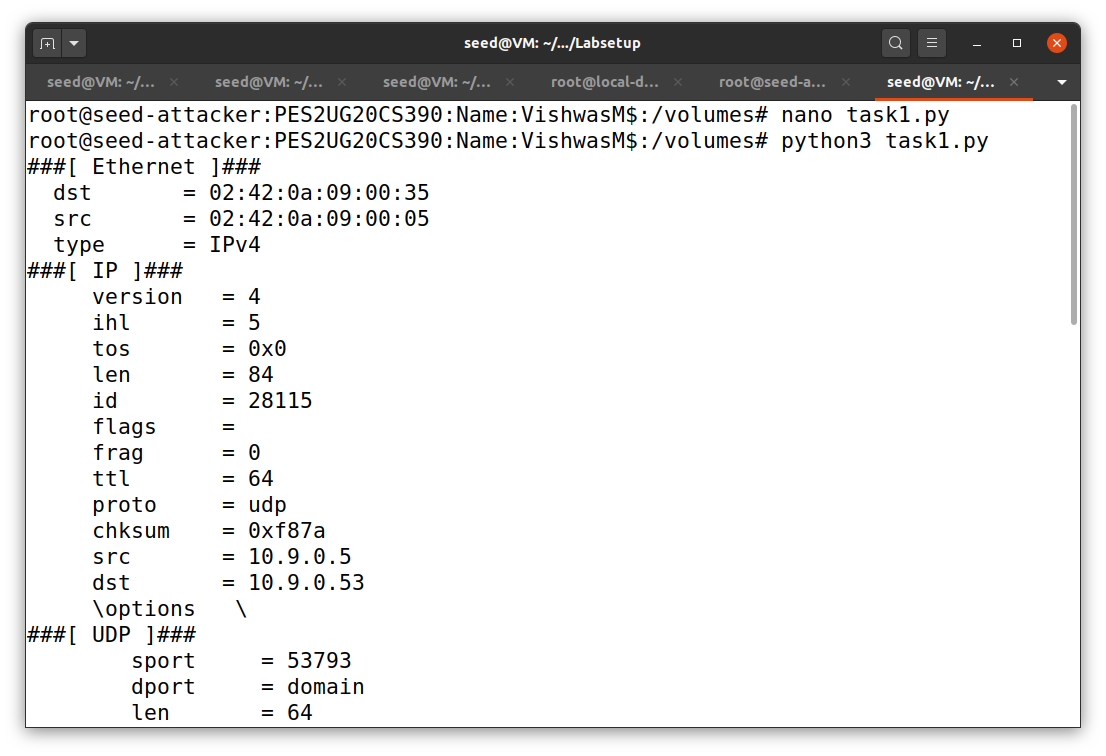 seed@VM: ~/.../Labsetup
seed@VM: ~/... seed@VM: ~/... seed@VM: ~/... root@local-d... root@seed-a... seed@VM: ~/...
root@seed-attacker:PES2UG20CS390:Name:VishwasM$:/volumes# nano task1.py
root@seed-attacker:PES2UG20CS390:Name:VishwasM$:/volumes# python3 task1.py
###[ Ethernet ]###
  dst       = 02:42:0a:09:00:35
  src       = 02:42:0a:09:00:05
  type      = IPv4
###[ IP ]###
     version   = 4
     ihl       = 5
     tos       = 0x0
     len       = 84
     id        = 28115
     flags     =
     frag      = 0
     ttl       = 64
     proto     = udp
     chksum    = 0xf87a
     src       = 10.9.0.5
     dst       = 10.9.0.53
     \options   \
###[ UDP ]###
        sport     = 53793
        dport     = domain
        len       = 64